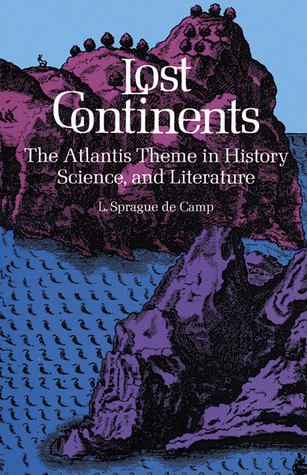 Lost
Continents
The Atlantis Theme in History
Science, and Literature
L. Sprague de Camp